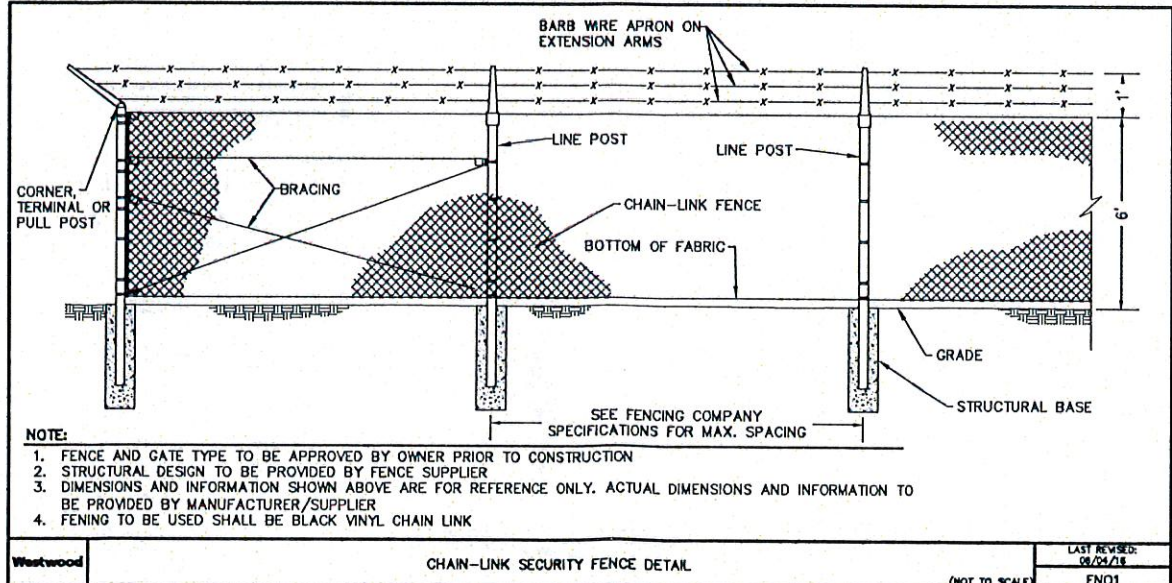 BARB WIRE APRON ON
EXTENSION ARMS
1'
LINE POST
LINE POST
CORNER,
TERMINAL OR
PULL POST
BRACING
CHAIN-LINK FENCE
6'
BOTTOM OF FABRIC
GRADE
STRUCTURAL BASE
SEE FENCING COMPANY
SPECIFICATIONS FOR MAX. SPACING
NOTE:
1. FENCE AND GATE TYPE TO BE APPROVED BY OWNER PRIOR TO CONSTRUCTION
2. STRUCTURAL DESIGN TO BE PROVIDED BY FENCE SUPPLIER
3. DIMENSIONS AND INFORMATION SHOWN ABOVE ARE FOR REFERENCE ONLY. ACTUAL DIMENSIONS AND INFORMATION TO
BE PROVIDED BY MANUFACTURER/SUPPLIER
4. FENING TO BE USED SHALL BE BLACK VINYL CHAIN LINK
Westwood
CHAIN-LINK SECURITY FENCE DETAIL
(NOT TO SCALE)
LAST REVISED:
FN01